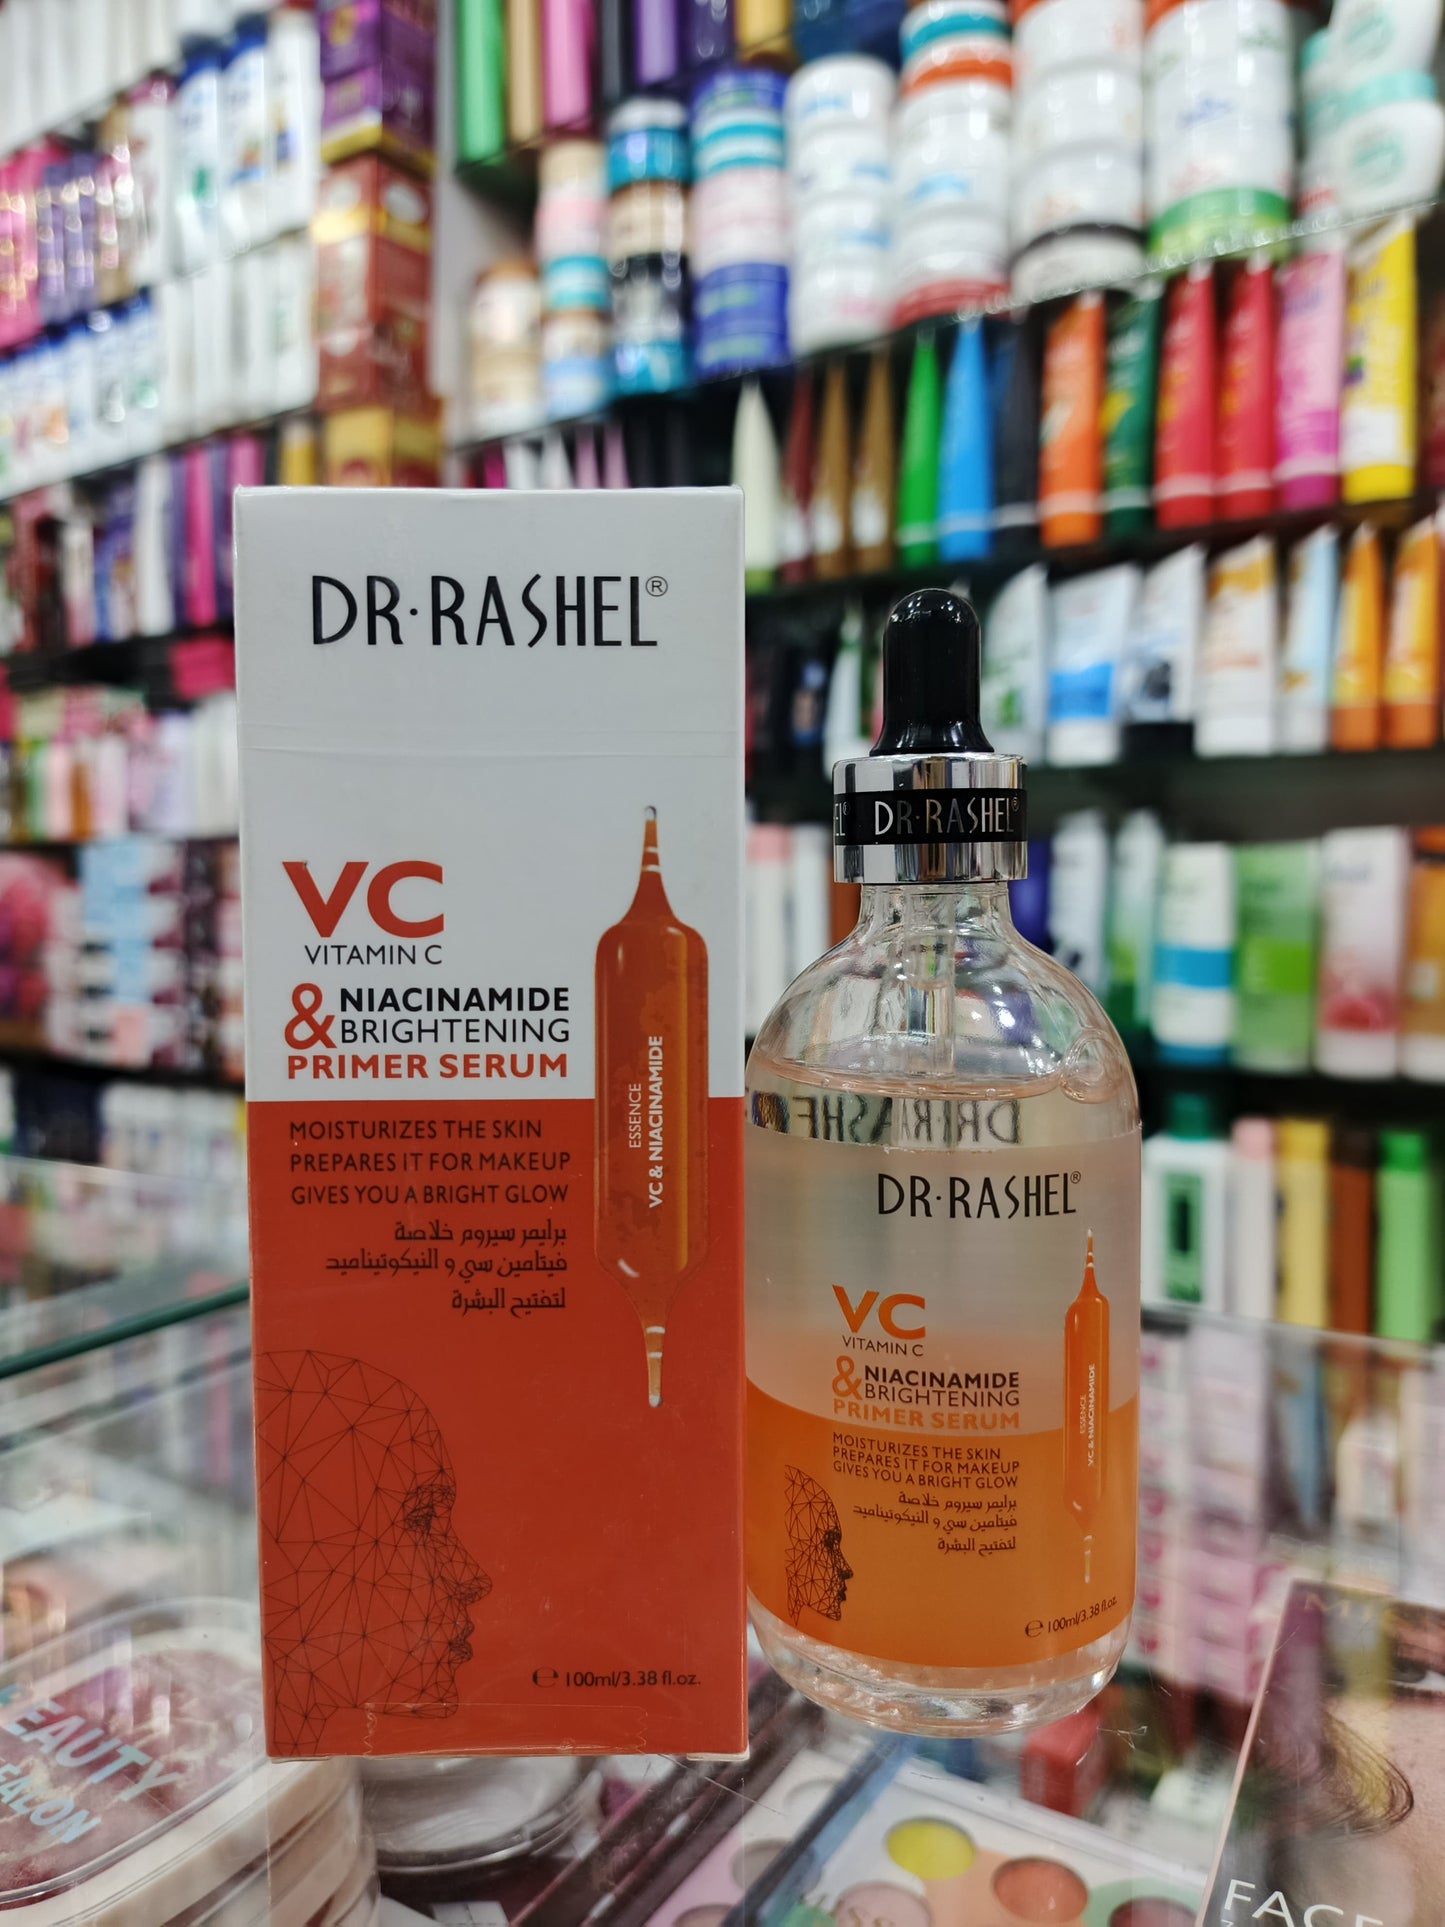 DR·RASHEL®
VC
VITAMIN C
& NIACINAMIDE
BRIGHTENING
PRIMER SERUM
ESSENCE
VC & NIACINAMIDE
MOISTURIZES THE SKIN
PREPARES IT FOR MAKEUP
GIVES YOU A BRIGHT GLOW
برايمر سيروم خلاصة
فيتامين سي و النيكوتيناميد
لتفتيح البشرة
℮ 100ml/3.38 fl.oz.
DR·RASHEL®
DR·RASHEL®
VC
VITAMIN C
& NIACINAMIDE
BRIGHTENING
PRIMER SERUM
ESSENCE
VC & NIACINAMIDE
MOISTURIZES THE SKIN
PREPARES IT FOR MAKEUP
GIVES YOU A BRIGHT GLOW
برايمر سيروم خلاصة
فيتامين سي و النيكوتيناميد
لتفتيح البشرة
℮ 100ml/3.38 fl.oz.
BEAUTY
FACE